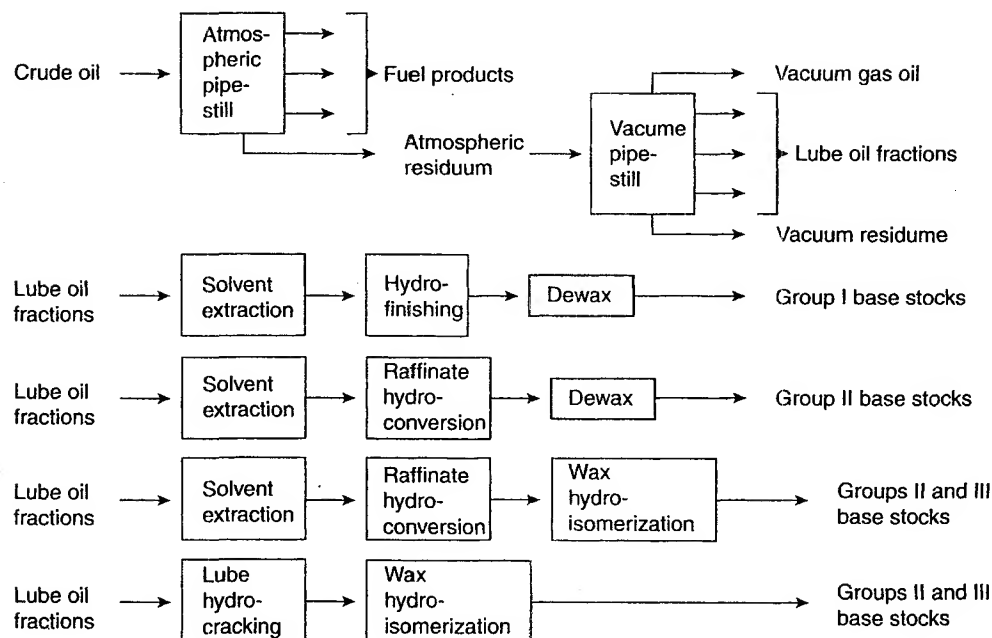 Crude oil
Atmos-
pheric
pipe-
still
Fuel products
Atmospheric
residuum
Vacume
pipe-
still
Vacuum gas oil
Lube oil fractions
Vacuum residume
Lube oil
fractions
Solvent
extraction
Hydro-
finishing
Dewax
Group I base stocks
Lube oil
fractions
Solvent
extraction
Raffinate
hydro-
conversion
Dewax
Group II base stocks
Lube oil
fractions
Solvent
extraction
Raffinate
hydro-
conversion
Wax
hydro-
isomerization
Groups II and III
base stocks
Lube oil
fractions
Lube
hydro-
cracking
Wax
hydro-
isomerization
Groups II and III
base stocks